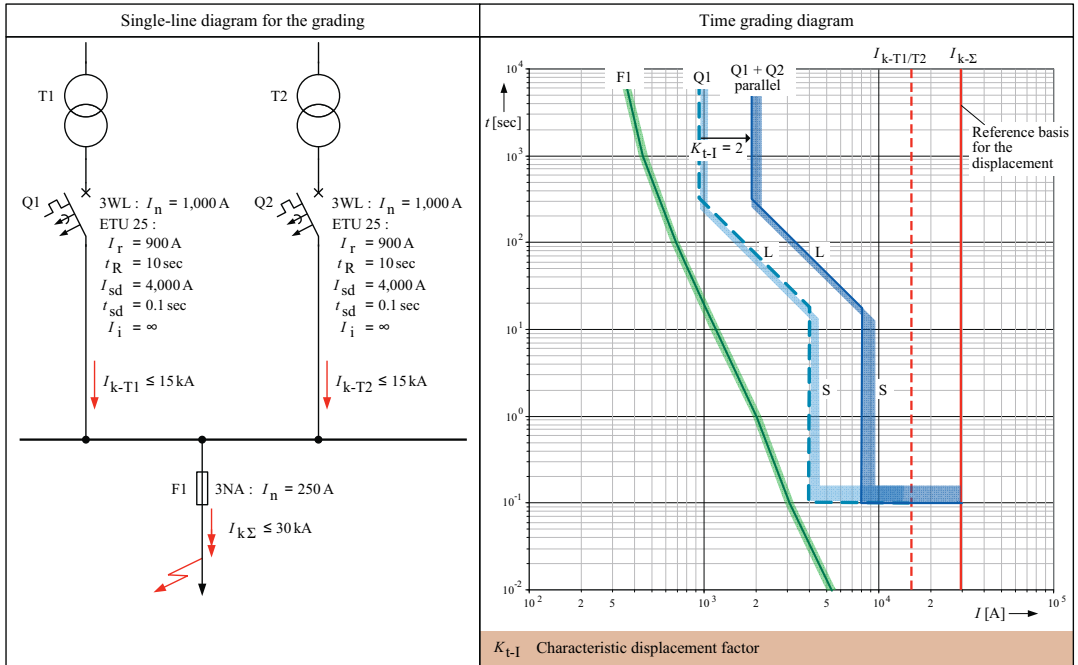 Single-line diagram for the grading
T1
T2
Q1
3WL : I n = 1,000 A
ETU 25 :
I r = 900 A
t R = 10 sec
I sd = 4,000 A
t sd = 0.1 sec
I i = ∞
Q2
3WL : I n = 1,000 A
ETU 25 :
I r = 900 A
t R = 10 sec
I sd = 4,000 A
t sd = 0.1 sec
I i = ∞
I k-T1 ≤ 15 kA
I k-T2 ≤ 15 kA
F1
3NA : I n = 250 A
I kΣ ≤ 30 kA
Time grading diagram
I k-T1/T2
I k-Σ
F1
Q1
Q1 + Q2
parallel
t [sec]
10 4
10 3
10 2
10 1
10 0
10 -1
10 -2
K t-I = 2
Reference basis
for the
displacement
L
L
S
S
10 2
2
5
10 3
2
5
10 4
2
5
10 5
I [A]
K t-I Characteristic displacement factor